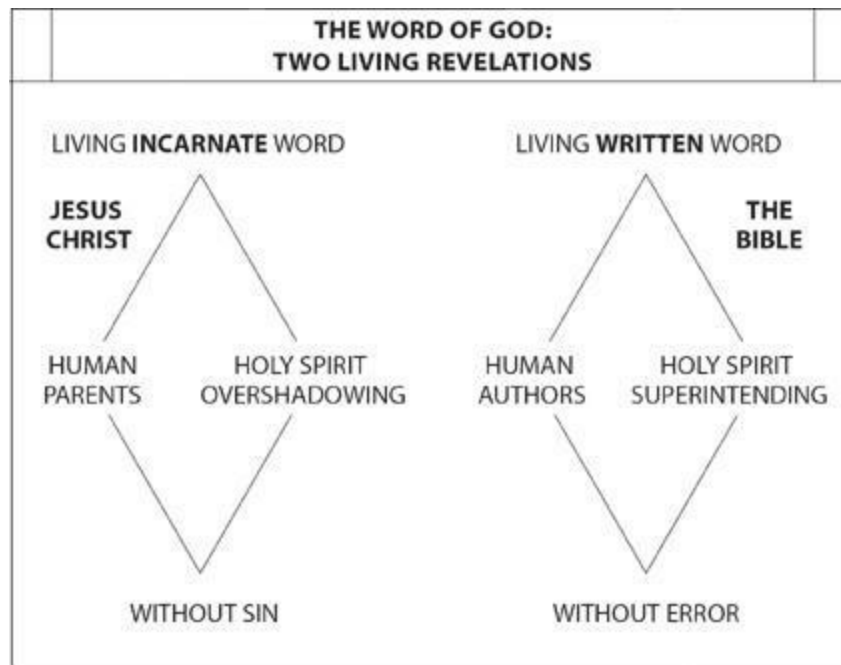 THE WORD OF GOD:
TWO LIVING REVELATIONS
LIVING INCARNATE WORD
JESUS
CHRIST
HUMAN
PARENTS
HOLY SPIRIT
OVERSHADOWING
WITHOUT SIN
LIVING WRITTEN WORD
THE
BIBLE
HUMAN
AUTHORS
HOLY SPIRIT
SUPERINTENDING
WITHOUT ERROR